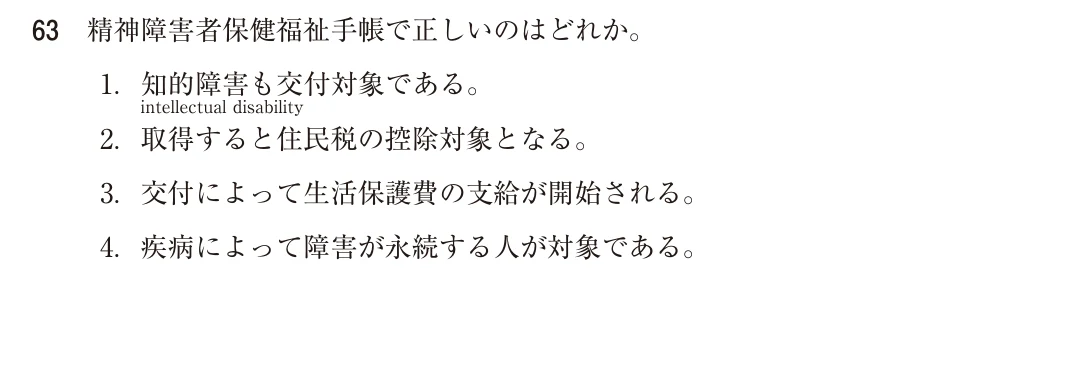 63 精神障害者保健福祉手帳で正しいのはどれか。
1. 知的障害も交付対象である。
intellectual disability
2. 取得すると住民税の控除対象となる。
3. 交付によって生活保護費の支給が開始される。
4. 疾病によって障害が永続する人が対象である。